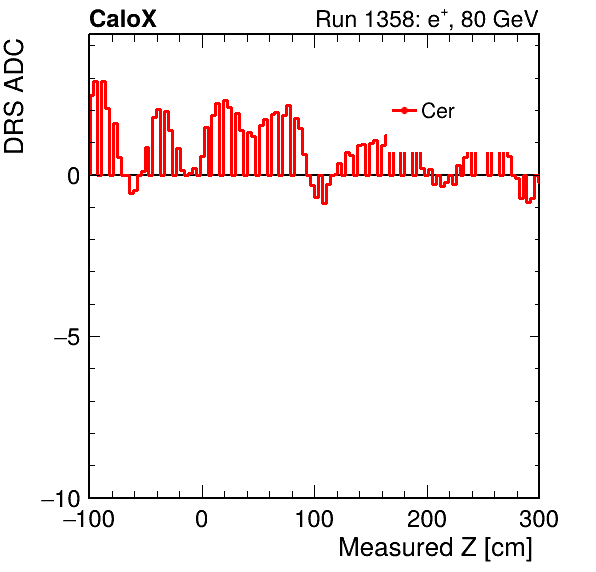 CaloX Run 1358: e⁺, 80 GeV
DRS ADC
Cer
0
−5
−10
−100 0 100 200 300
Measured Z [cm]